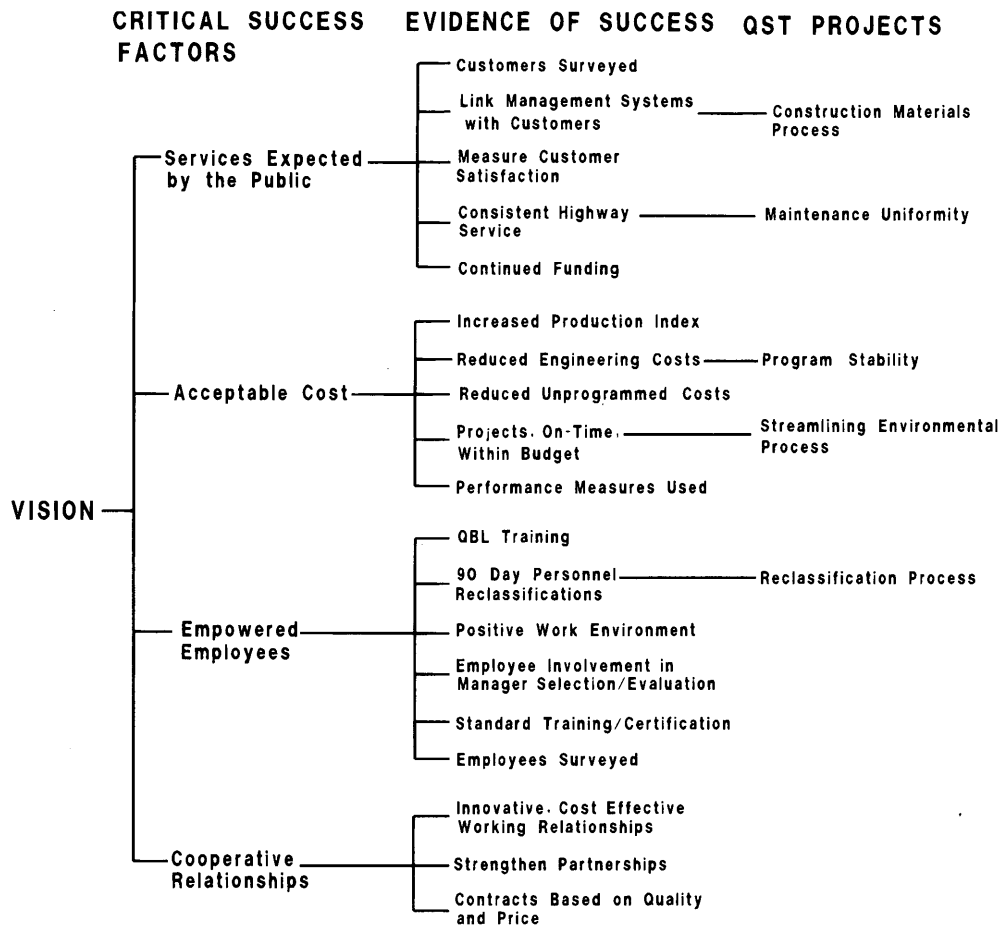 CRITICAL SUCCESS
FACTORS
EVIDENCE OF SUCCESS
QST PROJECTS
VISION
Services Expected
by the Public
Customers Surveyed
Link Management Systems
with Customers
Construction Materials
Process
Measure Customer
Satisfaction
Consistent Highway
Service
Maintenance Uniformity
Continued Funding
Acceptable Cost
Increased Production Index
Reduced Engineering Costs
Program Stability
Reduced Unprogrammed Costs
Projects, On-Time,
Within Budget
Streamlining Environmental
Process
Performance Measures Used
Empowered
Employees
QBL Training
90 Day Personnel
Reclassifications
Reclassification Process
Positive Work Environment
Employee Involvement in
Manager Selection/Evaluation
Standard Training/Certification
Employees Surveyed
Cooperative
Relationships
Innovative, Cost Effective
Working Relationships
Strengthen Partnerships
Contracts Based on Quality
and Price